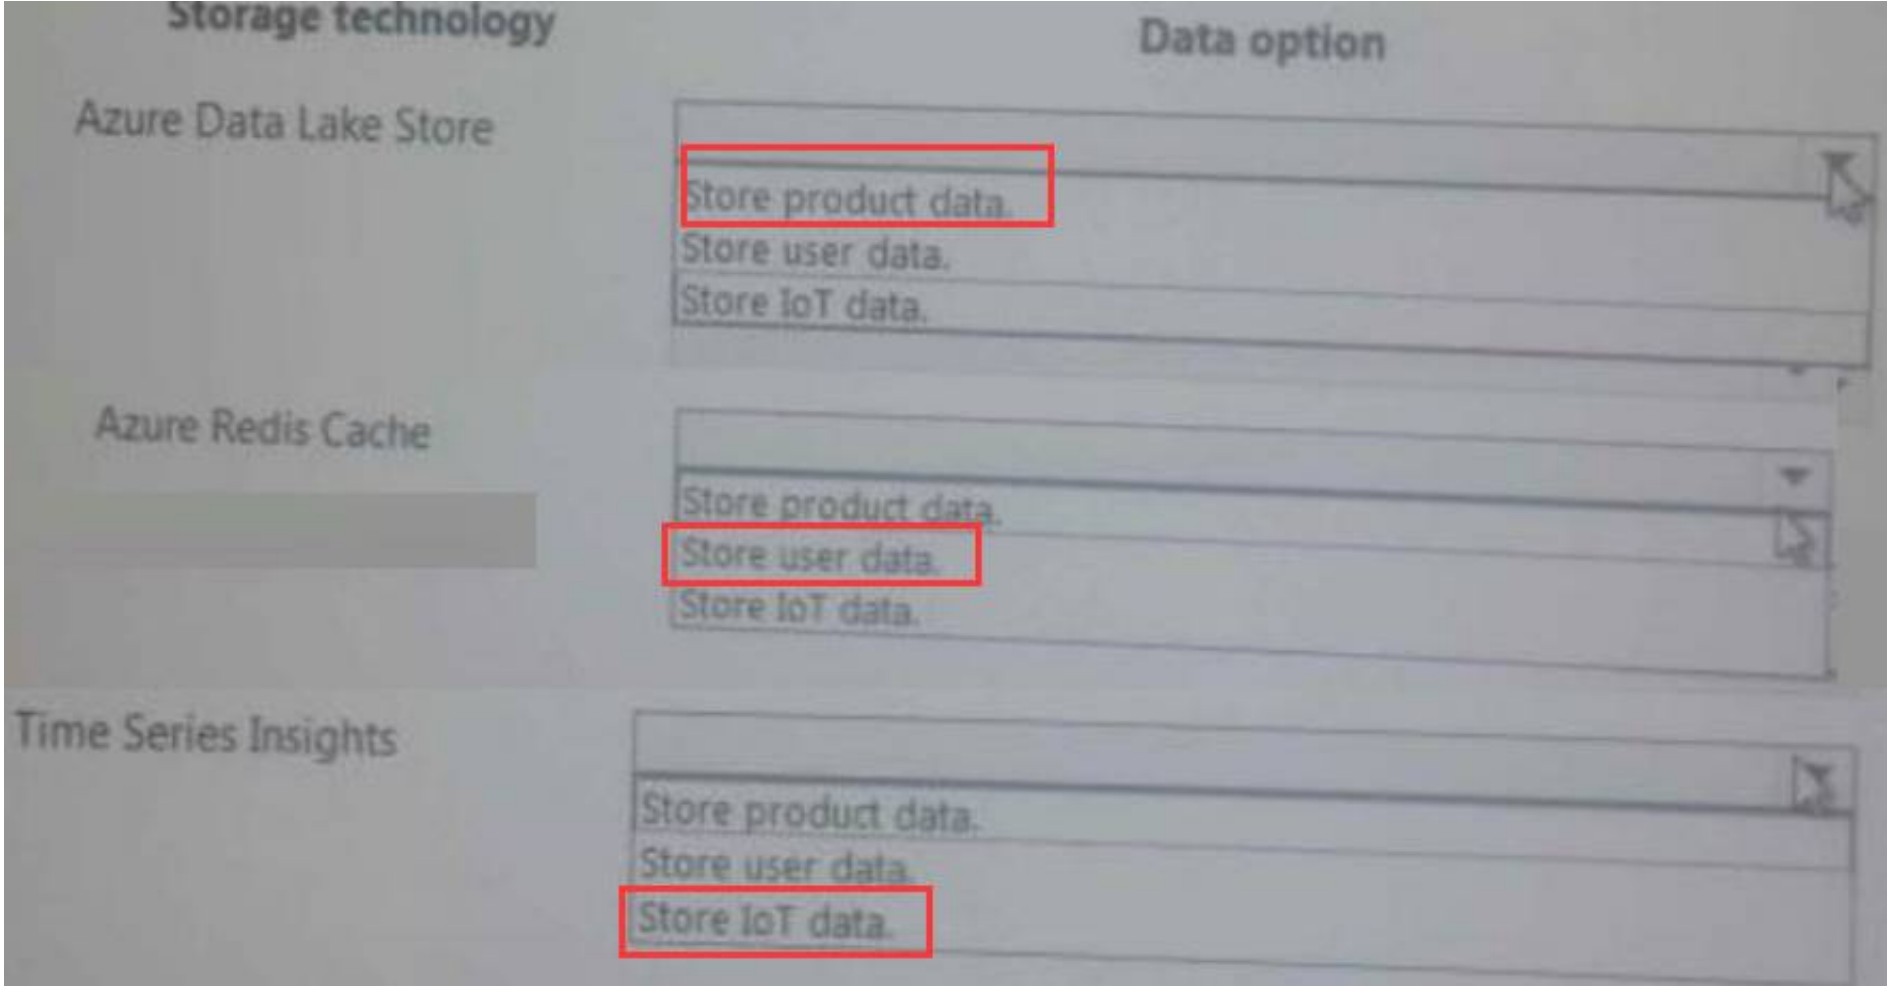 Storage technology
Data option
Azure Data Lake Store
Store product data.
Store user data.
Store IoT data.
Azure Redis Cache
Store product data.
Store user data.
Store IoT data.
Time Series Insights
Store product data.
Store user data.
Store IoT data.